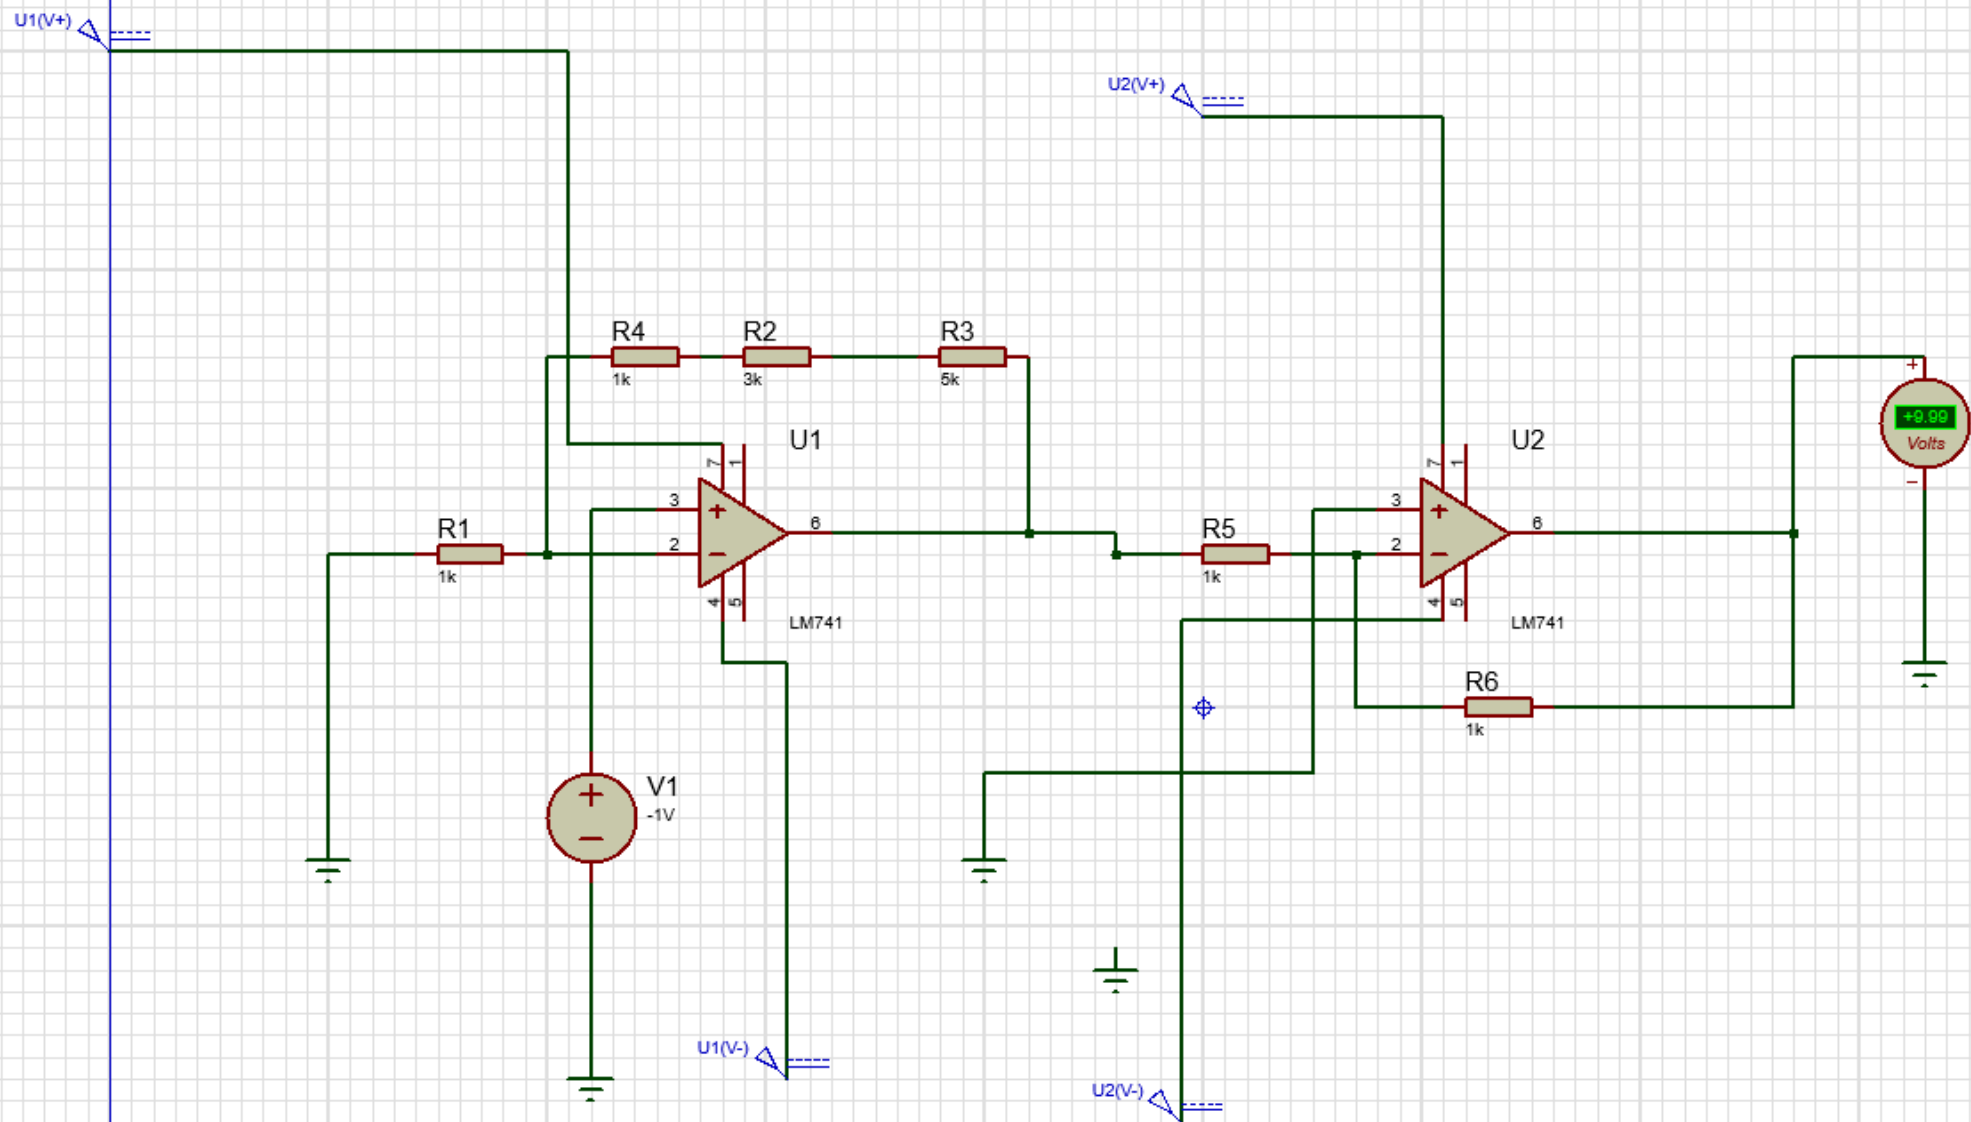 U1(V+)
U2(V+)
R4
R2
R3
1k
3k
5k
+
+9.99
Volts
−
U1
U2
7
1
7
1
3
+
6
3
+
6
R1
R5
2
−
2
−
1k
1k
4
5
4
5
LM741
LM741
R6
1k
V1
+
-1V
−
U1(V-)
U2(V-)